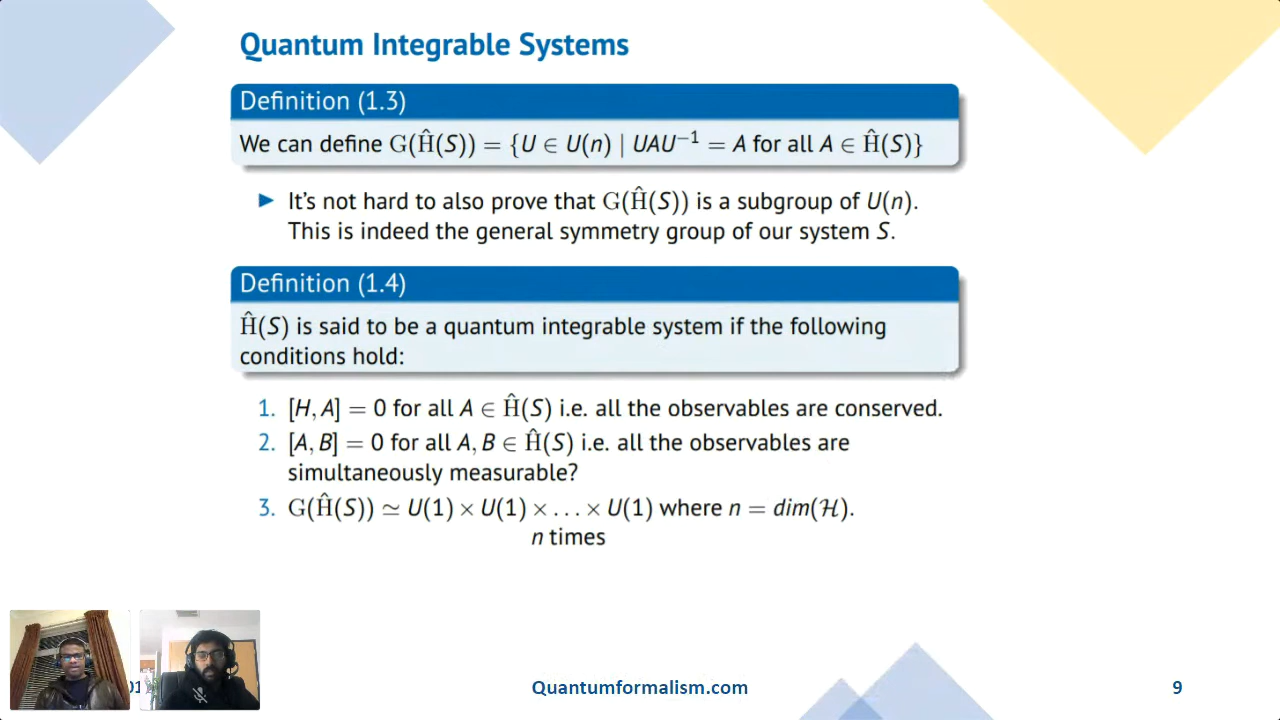 Quantum Integrable Systems
Definition (1.3)
We can define G(Ĥ(S)) = {U ∈ U(n) | UAU⁻¹ = A for all A ∈ Ĥ(S)}
► It's not hard to also prove that G(Ĥ(S)) is a subgroup of U(n).
This is indeed the general symmetry group of our system S.
Definition (1.4)
Ĥ(S) is said to be a quantum integrable system if the following
conditions hold:
1. [H, A] = 0 for all A ∈ Ĥ(S) i.e. all the observables are conserved.
2. [A, B] = 0 for all A, B ∈ Ĥ(S) i.e. all the observables are
simultaneously measurable?
3. G(Ĥ(S)) ≃ U(1) × U(1) × . . . × U(1) where n = dim(ℋ).
n times
Quantumformalism.com
9